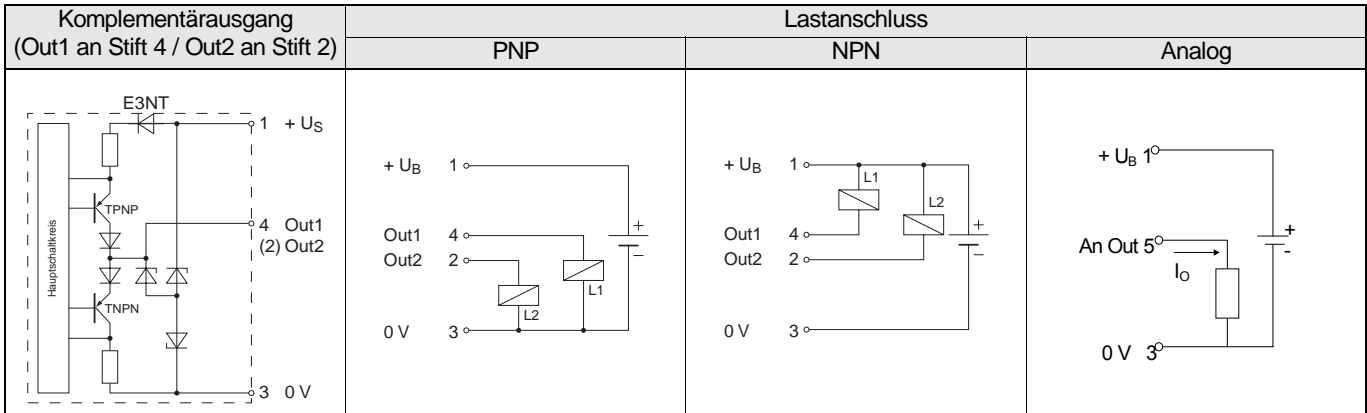 Komplementärausgang
(Out1 an Stift 4 / Out2 an Stift 2)
Lastanschluss
PNP
NPN
Analog
E3NT
1 + US
TPNP
4 Out1
(2) Out2
Hauptschaltkreis
TNPN
3 0 V
+ UB 1
Out1 4
Out2 2
L1
L2
0 V 3
+
–
+ UB 1
L1
L2
Out1 4
Out2 2
+
–
0 V 3
+ UB 1
An Out 5
IO
+
-
0 V 3